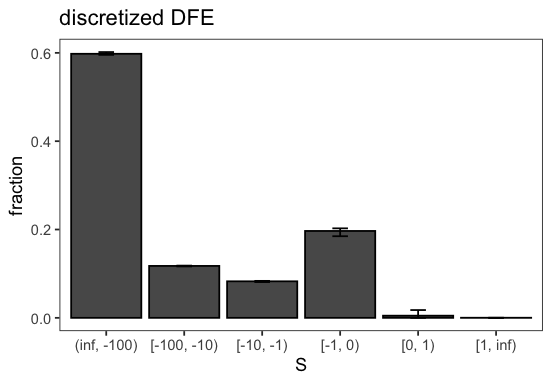 discretized DFE
0.6
0.4
0.2
0.0
fraction
(inf, -100) [-100, -10) [-10, -1) [-1, 0) [0, 1) [1, inf)
S